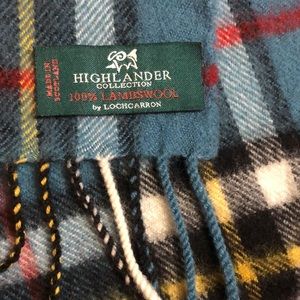 MADE IN
SCOTLAND
HIGHLANDER
COLLECTION
100% LAMBSWOOL
by LOCHCARRON